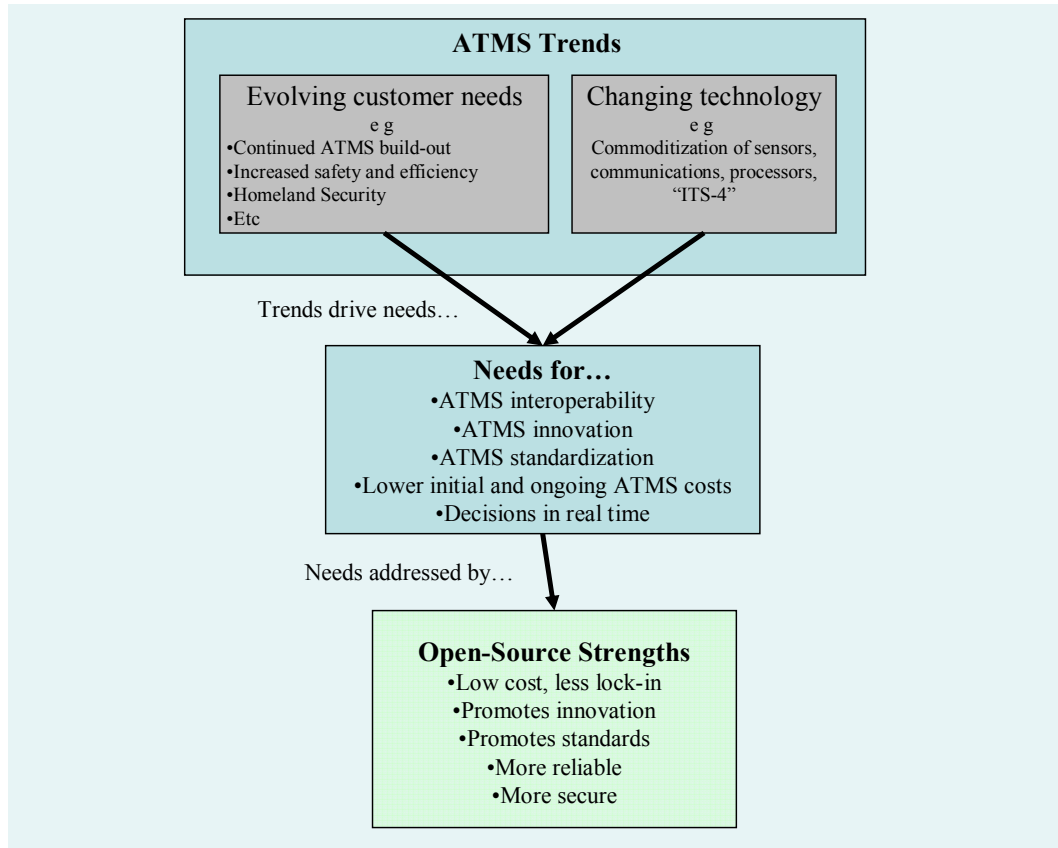 ATMS Trends
Evolving customer needs
e g
•Continued ATMS build-out
•Increased safety and efficiency
•Homeland Security
•Etc
Changing technology
e g
Commoditization of sensors,
communications, processors,
“ITS-4”
Trends drive needs…
Needs for…
•ATMS interoperability
•ATMS innovation
•ATMS standardization
•Lower initial and ongoing ATMS costs
•Decisions in real time
Needs addressed by…
Open-Source Strengths
•Low cost, less lock-in
•Promotes innovation
•Promotes standards
•More reliable
•More secure